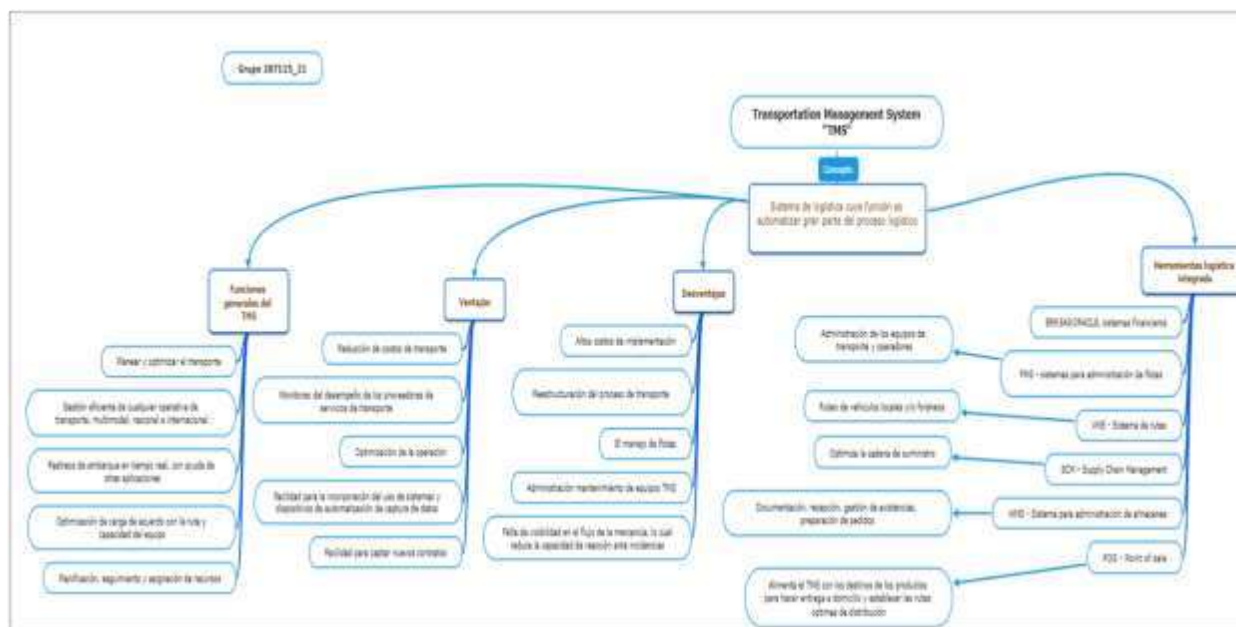 Grupo 207115_21
Transportation Management System
"TMS"
Concepto
Sistema de logística cuya función es
automatizar gran parte del proceso logístico
Funciones
generales del
TMS
Planear y optimizar el transporte
Gestión eficiente de cualquier operativa de
transporte, multimodal, nacional e internacional
Rastreos de embarque en tiempo real, con ayuda de
otras aplicaciones
Optimización de carga de acuerdo con la ruta y
capacidad del equipo
Planificación, seguimiento y asignación de recursos
Ventajas
Reducción de costos de transporte
Monitoreo del desempeño de los proveedores de
servicios de transporte
Optimización de la operación
Facilidad para la incorporación del uso de sistemas y
dispositivos de automatización de captura de datos
Facilidad para captar nuevos contratos
Desventajas
Altos costos de implementación
Reestructuración del proceso de transporte
El manejo de flotas
Administración mantenimiento de equipos TMS
Falta de visibilidad en el flujo de la mercancía, lo cual
reduce la capacidad de reacción ante incidencias
Herramientas logística
integrada
sistemas financieros
Administración de los equipos de
transporte y operadores
FMS - sistemas para administración de flotas
Ruteo de vehículos locales y/o foráneos
Sistema de rutas
Optimiza la cadena de suministro
SCM - Supply Chain Management
Documentación, recepción, gestión de existencias,
preparación de pedidos
WMS - Sistema para administración de almacenes
Point of sale
Alimenta el TMS con los destinos de los productos
para hacer entrega a domicilio y establecer las rutas
optimas de distribución